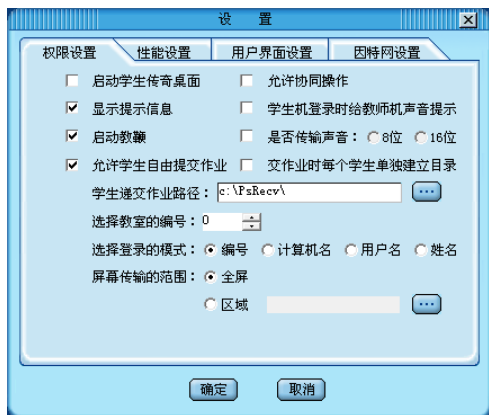 设 置
权限设置 性能设置 用户界面设置 因特网设置
启动学生传奇桌面 允许协同操作
显示提示信息 学生机登录时给教师机声音提示
启动教鞭 是否传输声音： 8位 16位
允许学生自由提交作业 交作业时每个学生单独建立目录
学生递交作业路径： c:\PsRecv\ ...
选择教室的编号： 0
选择登录的模式： 编号 计算机名 用户名 姓名
屏幕传输的范围： 全屏
区域 ...
确定 取消